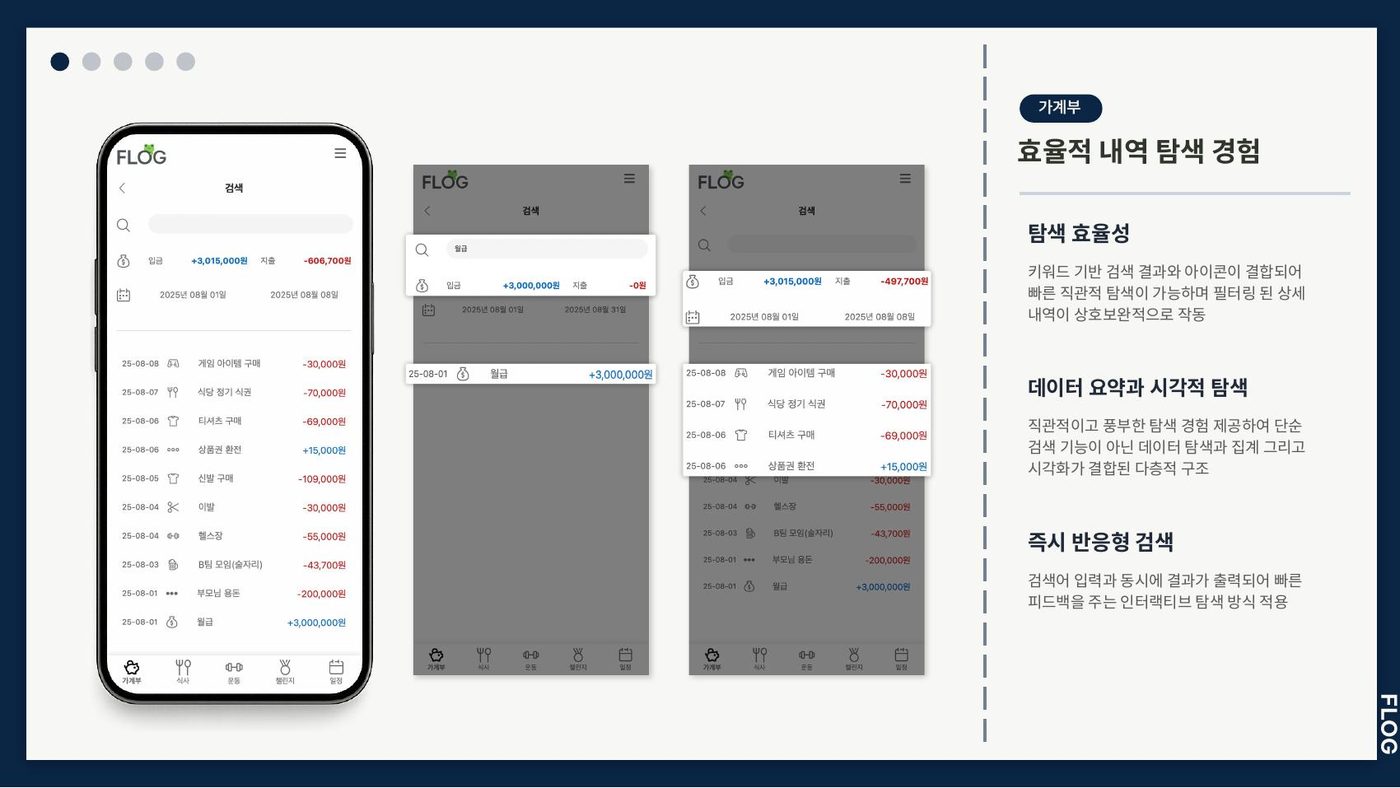 FLOG
검색
입금 +3,015,000원 지출 -606,700원
2025년 08월 01일 2025년 08월 08일
25-08-08 게임 아이템 구매 -30,000원
25-08-07 식당 정기 식권 -70,000원
25-08-06 티셔츠 구매 -69,000원
25-08-06 상품권 환전 +15,000원
25-08-05 신발 구매 -109,000원
25-08-04 이발 -30,000원
25-08-04 헬스장 -55,000원
25-08-03 B팀 모임(술자리) -43,700원
25-08-01 부모님 용돈 -200,000원
25-08-01 월급 +3,000,000원
가계부 식사 운동 챌린지 일정
FLOG
검색
월급
입금 +3,000,000원 지출 -0원
2025년 08월 01일 2025년 08월 31일
25-08-01 월급 +3,000,000원
가계부 식사 운동 챌린지 일정
FLOG
검색
입금 +3,015,000원 지출 -497,700원
2025년 08월 01일 2025년 08월 08일
25-08-08 게임 아이템 구매 -30,000원
25-08-07 식당 정기 식권 -70,000원
25-08-06 티셔츠 구매 -69,000원
25-08-06 상품권 환전 +15,000원
25-08-04 이발 -30,000원
25-08-04 헬스장 -55,000원
25-08-03 B팀 모임(술자리) -43,700원
25-08-01 부모님 용돈 -200,000원
25-08-01 월급 +3,000,000원
가계부 식사 운동 챌린지 일정
가계부
효율적 내역 탐색 경험
탐색 효율성
키워드 기반 검색 결과와 아이콘이 결합되어
빠른 직관적 탐색이 가능하며 필터링 된 상세
내역이 상호보완적으로 작동
데이터 요약과 시각적 탐색
직관적이고 풍부한 탐색 경험 제공하여 단순
검색 기능이 아닌 데이터 탐색과 집계 그리고
시각화가 결합된 다층적 구조
즉시 반응형 검색
검색어 입력과 동시에 결과가 출력되어 빠른
피드백을 주는 인터랙티브 탐색 방식 적용
FLOG